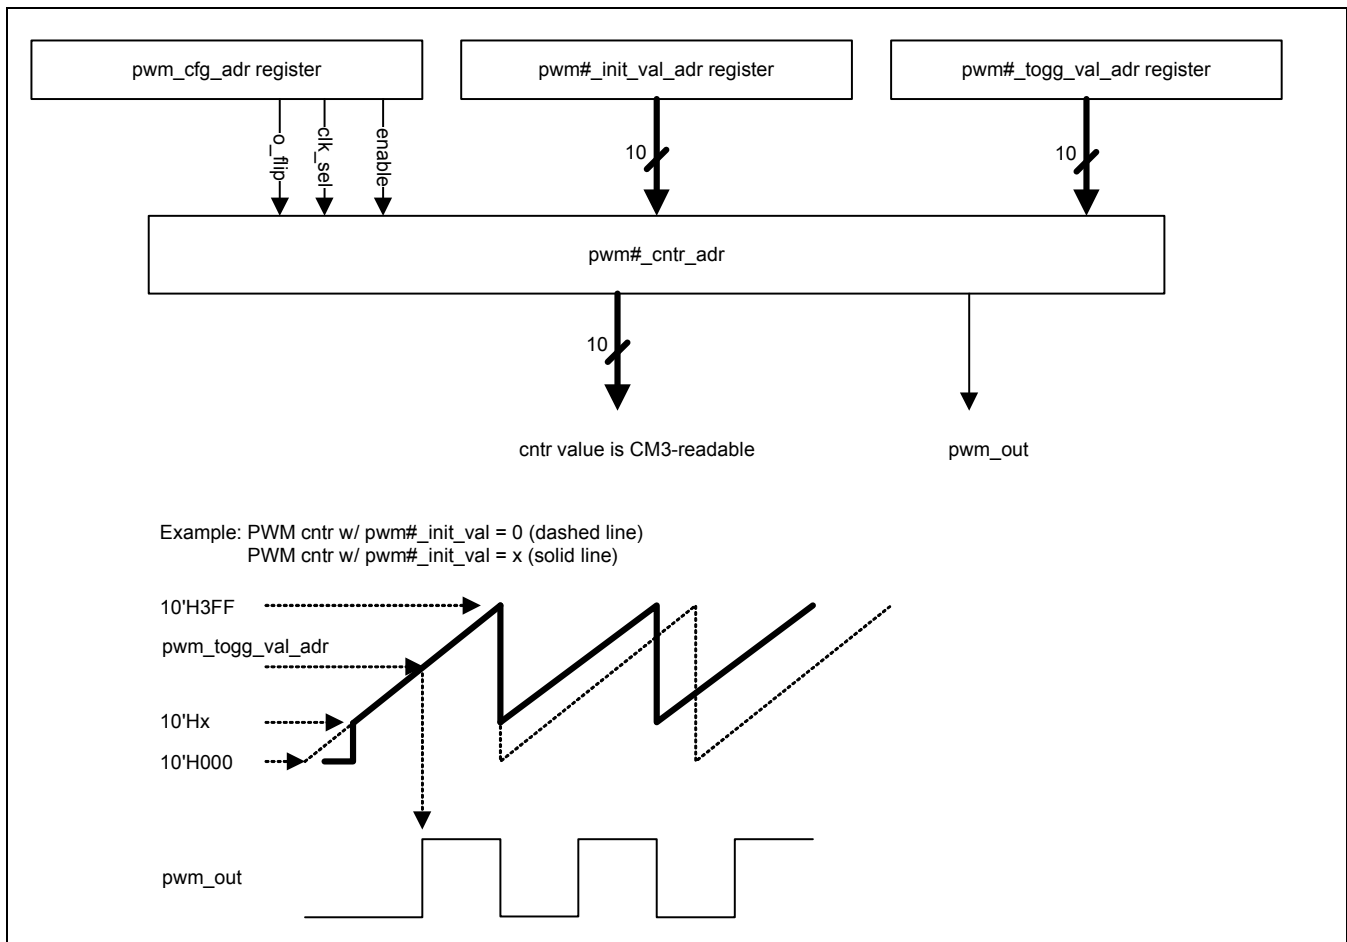 pwm_cfg_adr register
pwm#_init_val_adr register
pwm#_togg_val_adr register
o_flip
clk_sel
enable
10
10
pwm#_cntr_adr
10
cntr value is CM3-readable
pwm_out
Example: PWM cntr w/ pwm#_init_val = 0 (dashed line)
PWM cntr w/ pwm#_init_val = x (solid line)
10'H3FF
pwm_togg_val_adr
10'Hx
10'H000
pwm_out